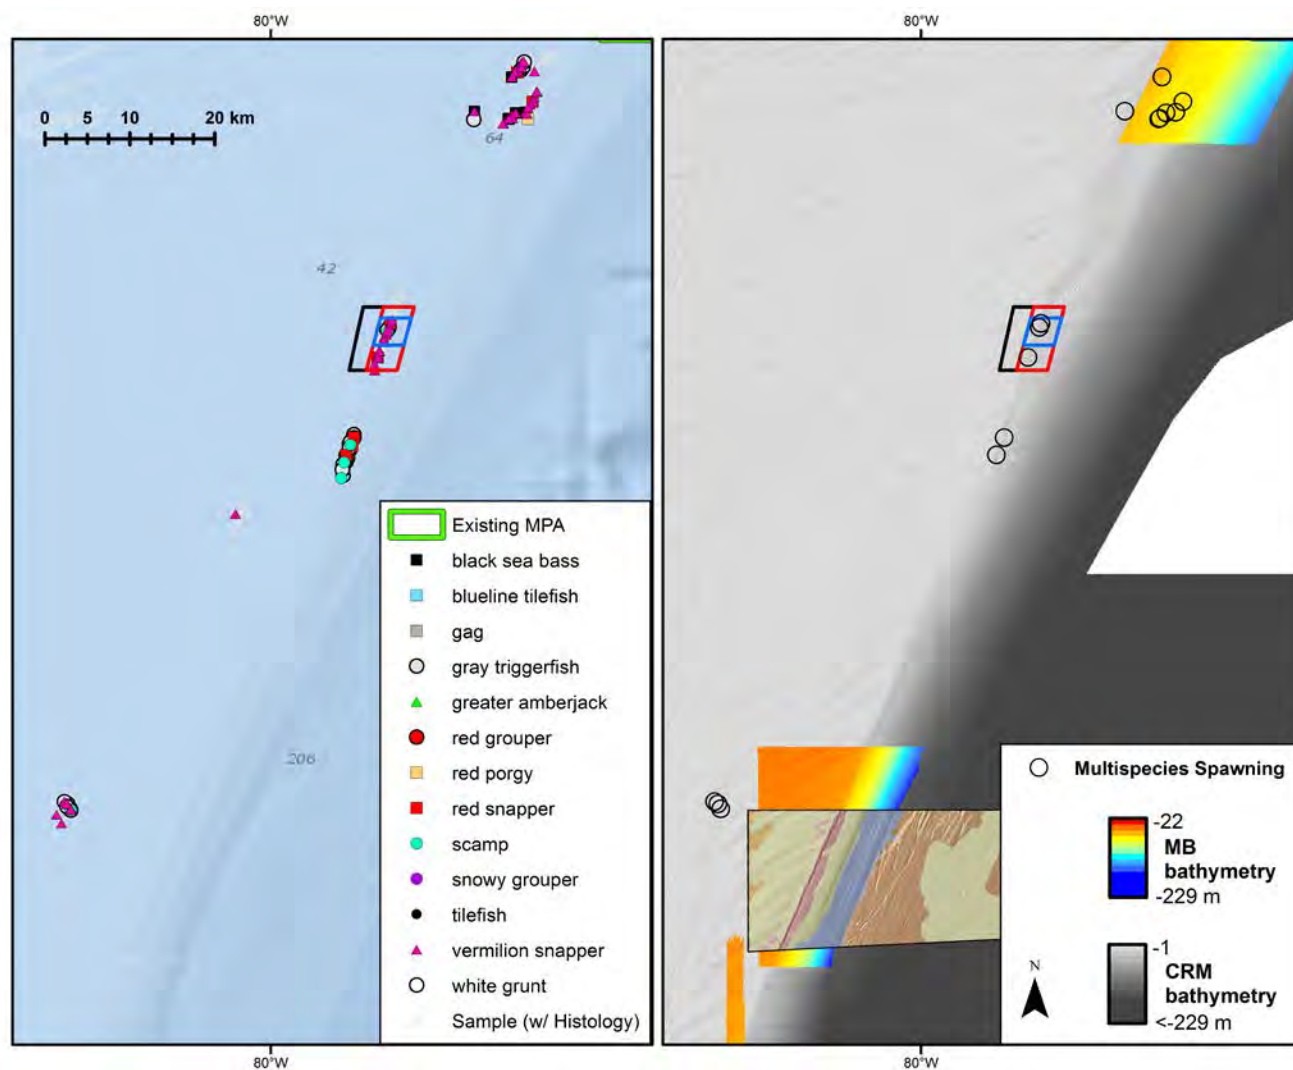 80°W
80°W
0 5 10 20 km
64
42
206
Existing MPA
black sea bass
blueline tilefish
gag
gray triggerfish
greater amberjack
red grouper
red porgy
red snapper
scamp
snowy grouper
tilefish
vermilion snapper
white grunt
Sample (w/ Histology)
Multispecies Spawning
-22
MB
bathymetry
-229 m
N
-1
CRM
bathymetry
<-229 m
80°W
80°W